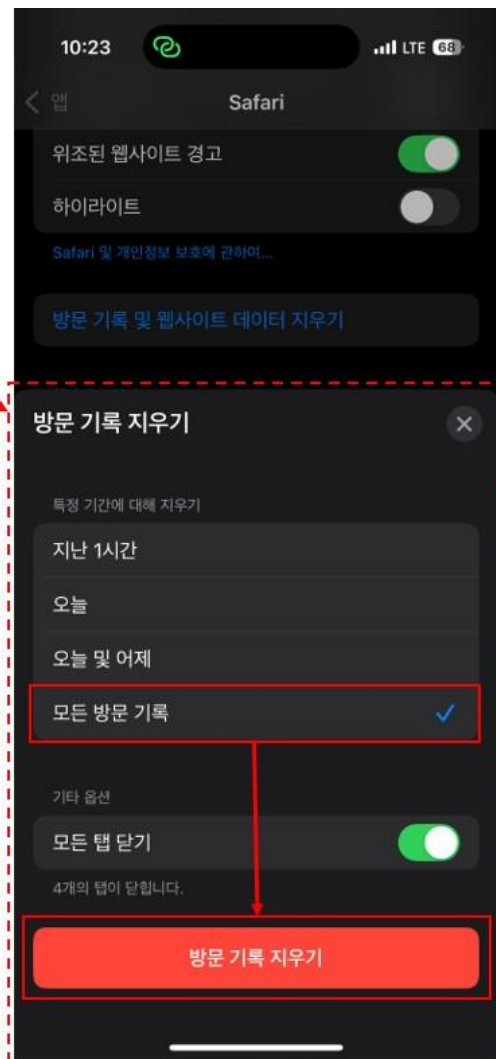 10:23
LTE 68
앱
Safari
위조된 웹사이트 경고
하이라이트
Safari 및 개인정보 보호에 관하여...
방문 기록 및 웹사이트 데이터 지우기
방문 기록 지우기
특정 기간에 대해 지우기
지난 1시간
오늘
오늘 및 어제
모든 방문 기록
기타 옵션
모든 탭 닫기
4개의 탭이 닫힙니다.
방문 기록 지우기